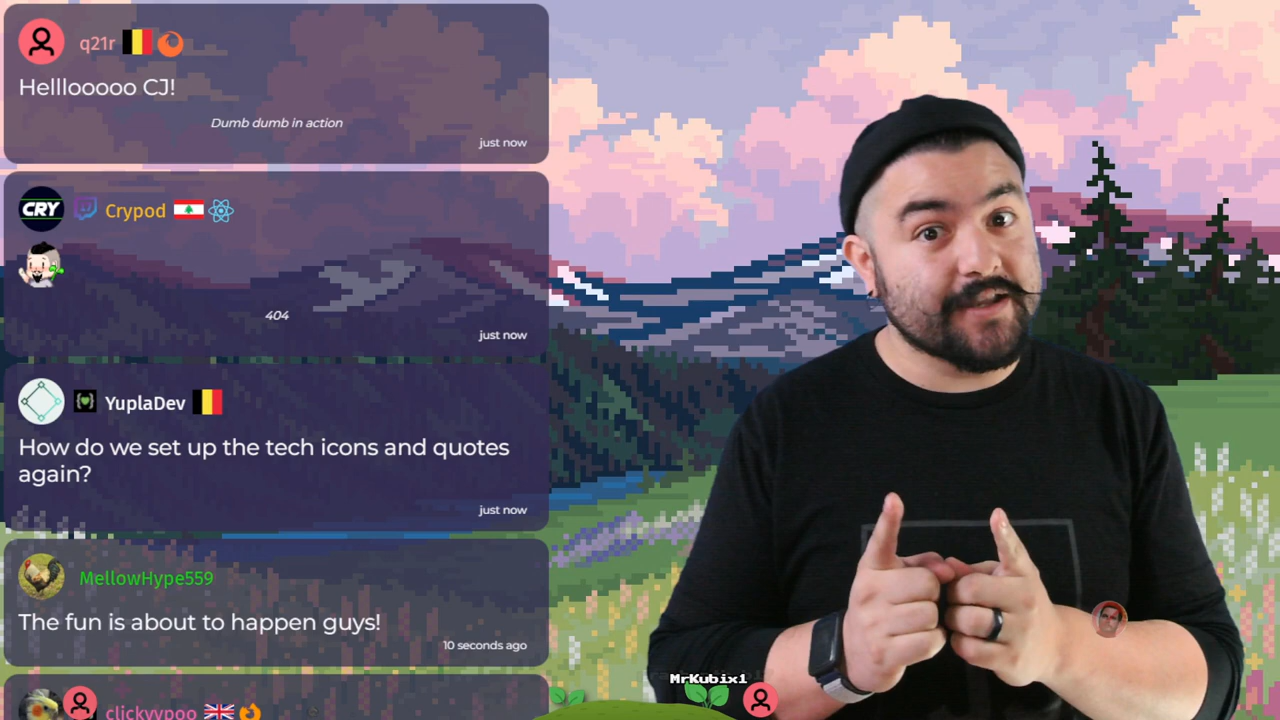 q21r
Helllooooo CJ!
Dumb dumb in action
just now
CRY
Crypod
404
just now
YuplaDev
How do we set up the tech icons and quotes
again?
just now
MellowHype559
The fun is about to happen guys!
10 seconds ago
clickyypoo
MrKubix1